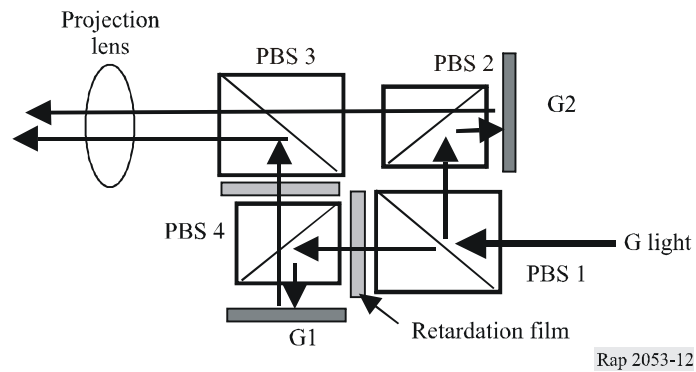 Projection
lens
PBS 3
PBS 2
G2
PBS 4
G light
PBS 1
G1
Retardation film
Rap 2053-12